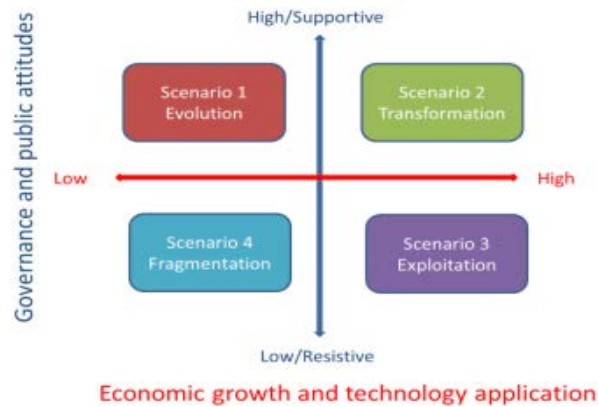 High/Supportive
Governance and public attitudes
Scenario 1
Evolution
Scenario 2
Transformation
Low
High
Scenario 4
Fragmentation
Scenario 3
Exploitation
Low/Resistive
Economic growth and technology application